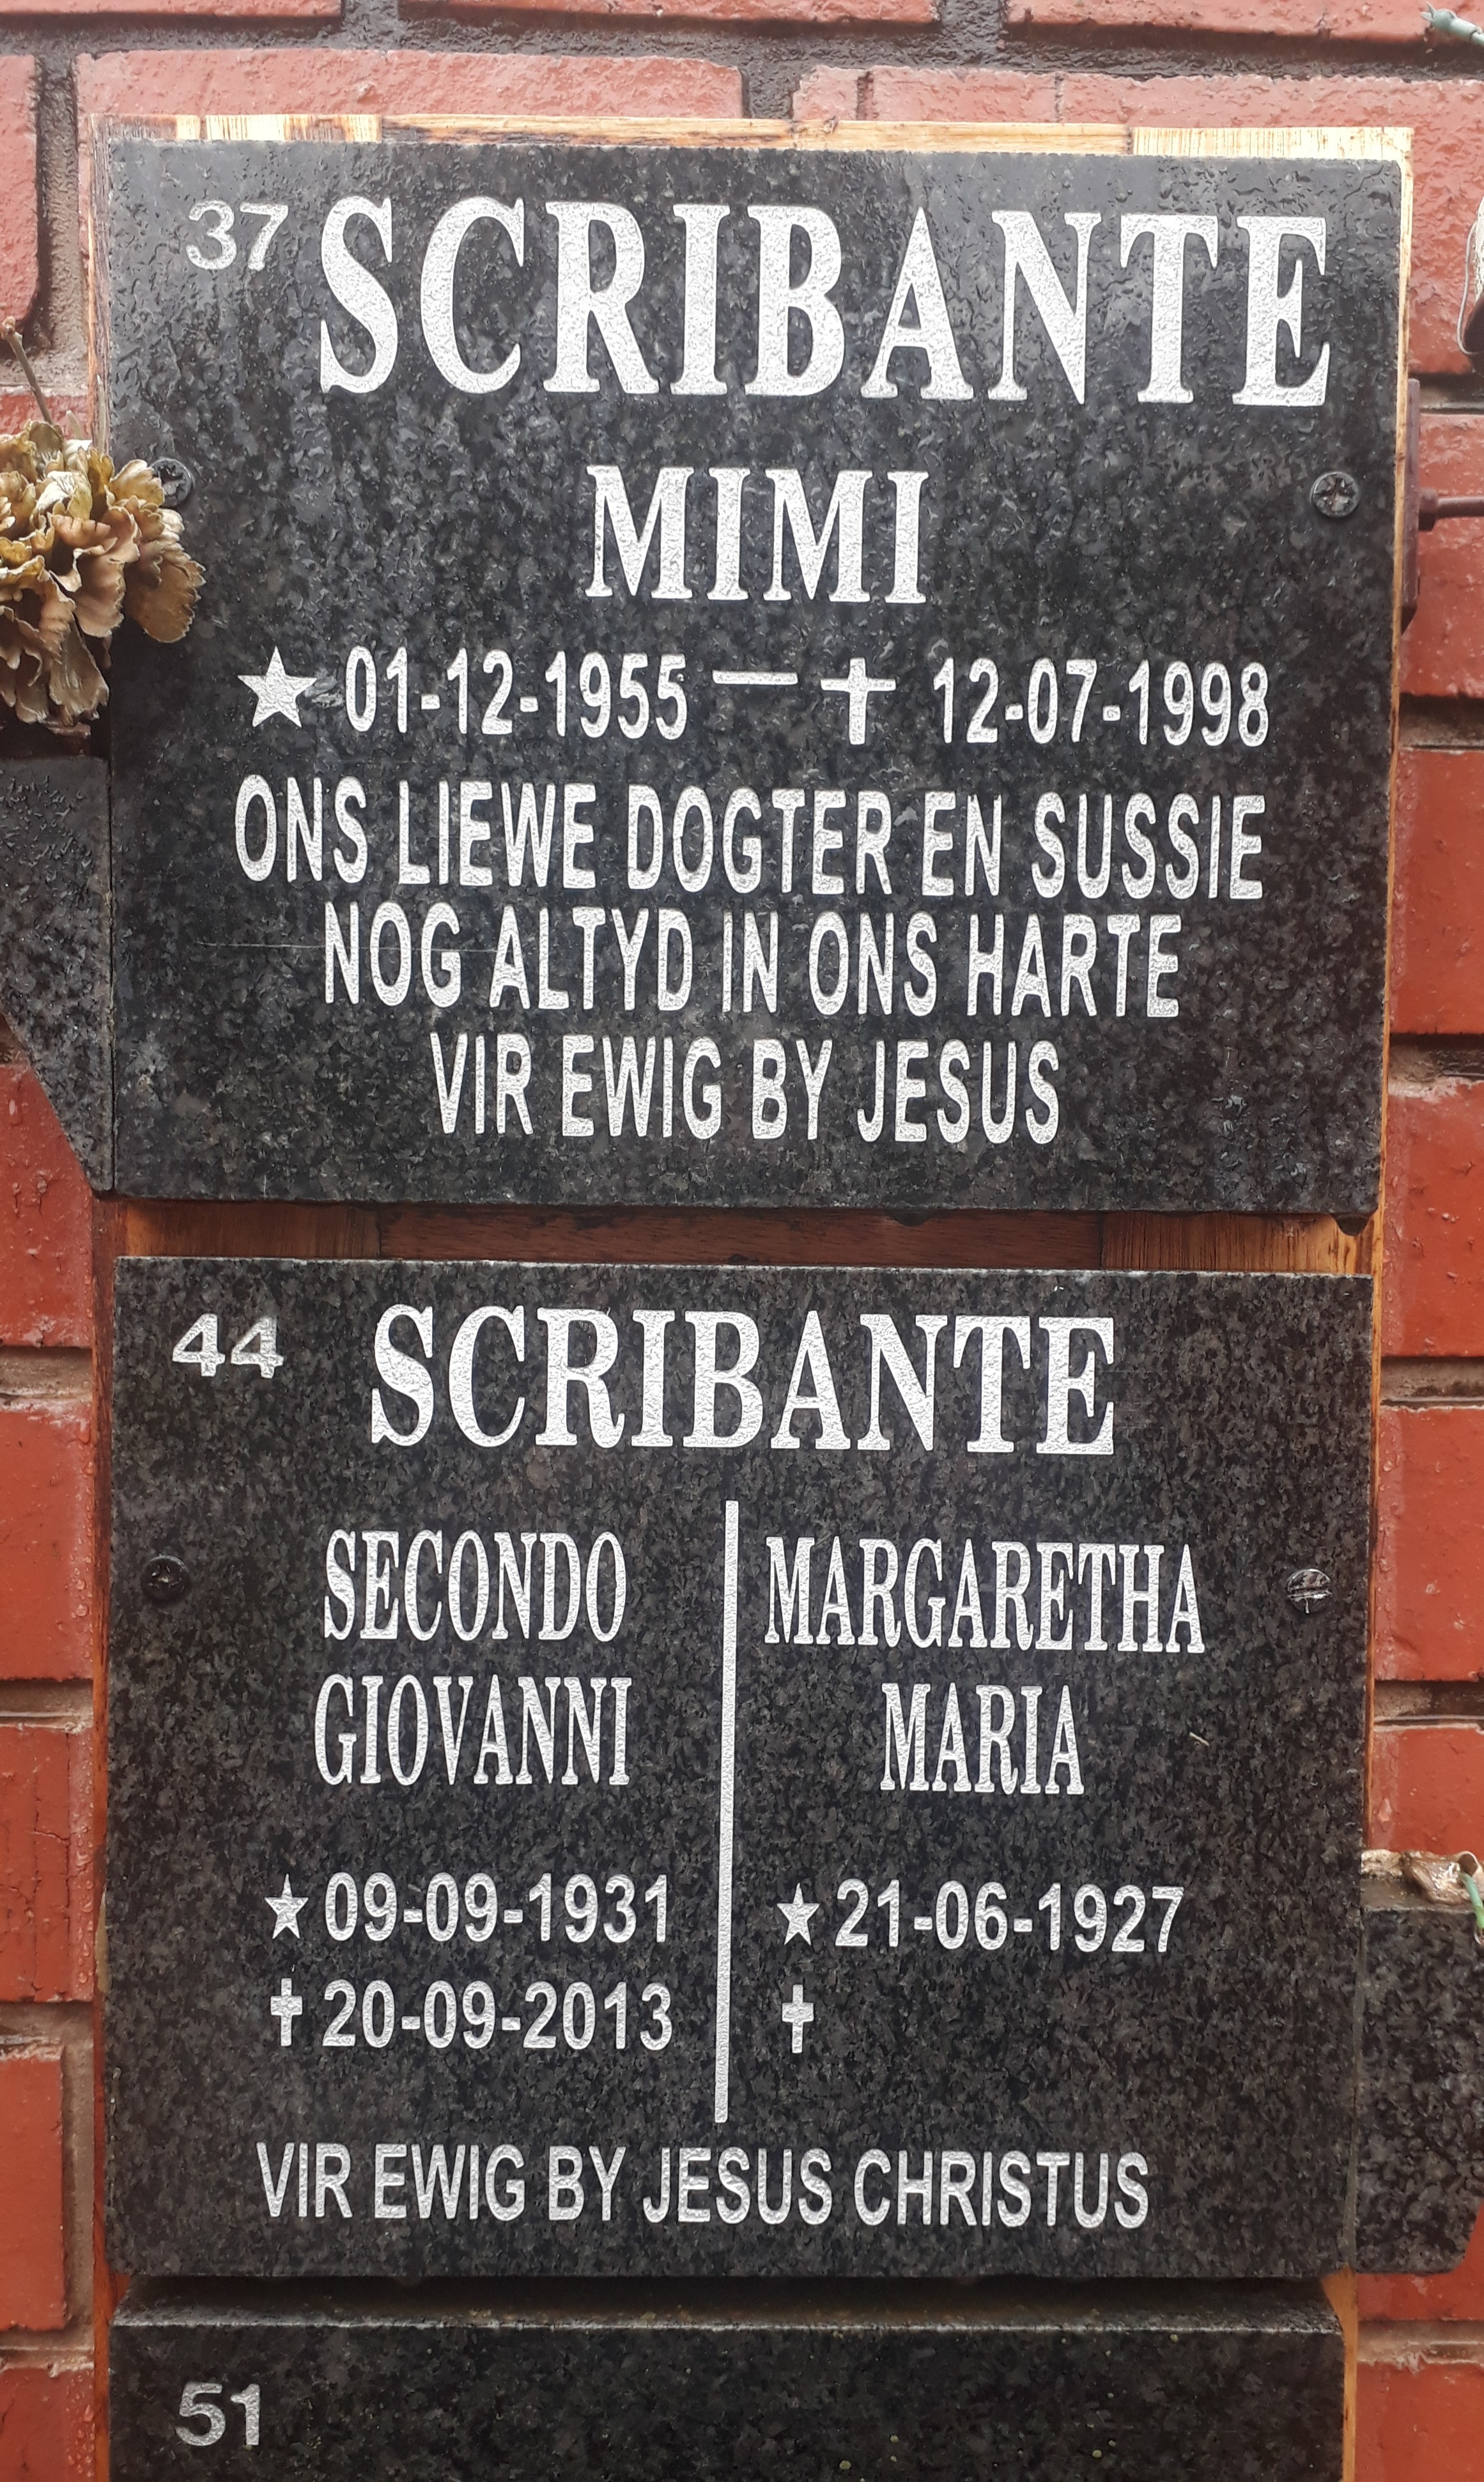 37 SCRIBANTE
MIMI
★ 01-12-1955 — ✝ 12-07-1998
ONS LIEWE DOGTER EN SUSSIE
NOG ALTYD IN ONS HARTE
VIR EWIG BY JESUS
44 SCRIBANTE
SECONDO
GIOVANNI
★ 09-09-1931
✝ 20-09-2013
MARGARETHA
MARIA
★ 21-06-1927
✝
VIR EWIG BY JESUS CHRISTUS
51